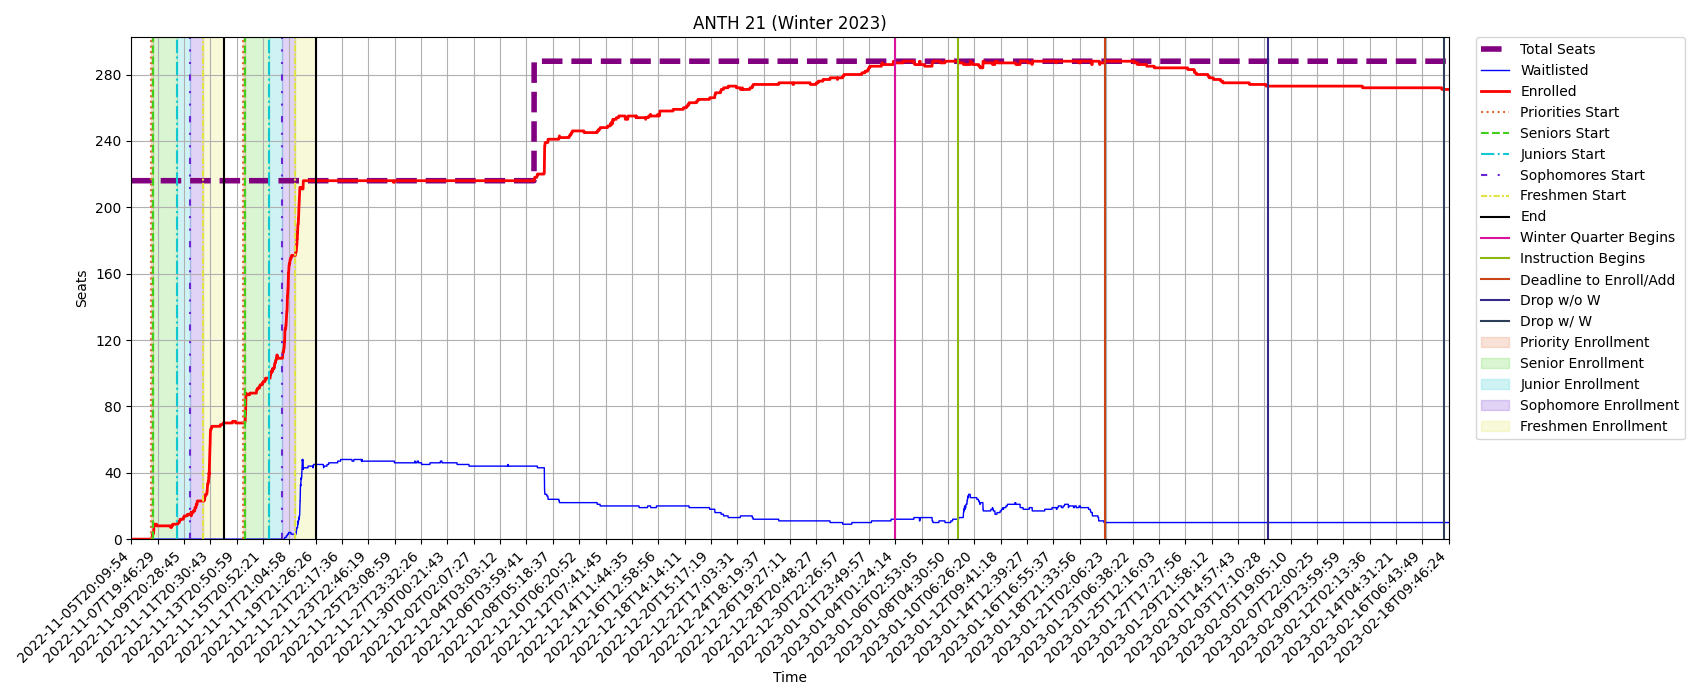 ANTH 21 (Winter 2023)
Seats
280
240
200
160
120
80
40
0
2022-11-05T20:09:54
2022-11-07T19:46:29
2022-11-09T20:28:45
2022-11-11T20:30:43
2022-11-13T20:50:59
2022-11-15T20:52:21
2022-11-17T21:04:58
2022-11-19T21:26:26
2022-11-21T22:17:36
2022-11-23T22:46:19
2022-11-25T23:08:59
2022-11-27T23:32:26
2022-11-30T00:21:43
2022-12-02T02:07:27
2022-12-04T03:03:12
2022-12-06T03:59:41
2022-12-08T05:18:37
2022-12-10T06:20:52
2022-12-12T07:41:45
2022-12-14T11:44:35
2022-12-16T12:58:56
2022-12-18T14:14:11
2022-12-20T15:17:19
2022-12-22T17:03:31
2022-12-24T18:19:37
2022-12-26T19:27:11
2022-12-28T20:48:27
2022-12-30T22:26:57
2023-01-01T23:49:57
2023-01-04T01:24:14
2023-01-06T02:53:05
2023-01-08T04:30:50
2023-01-10T06:26:20
2023-01-12T09:41:18
2023-01-14T12:39:27
2023-01-16T16:55:37
2023-01-18T21:33:56
2023-01-21T02:06:23
2023-01-23T06:38:22
2023-01-25T12:16:03
2023-01-27T17:27:56
2023-01-29T21:58:12
2023-02-01T14:57:43
2023-02-03T17:10:28
2023-02-05T19:05:10
2023-02-07T22:00:25
2023-02-09T23:59:59
2023-02-12T02:13:36
2023-02-14T04:31:21
2023-02-16T06:43:49
2023-02-18T09:46:24
Time
Total Seats
Waitlisted
Enrolled
Priorities Start
Seniors Start
Juniors Start
Sophomores Start
Freshmen Start
End
Winter Quarter Begins
Instruction Begins
Deadline to Enroll/Add
Drop w/o W
Drop w/ W
Priority Enrollment
Senior Enrollment
Junior Enrollment
Sophomore Enrollment
Freshmen Enrollment